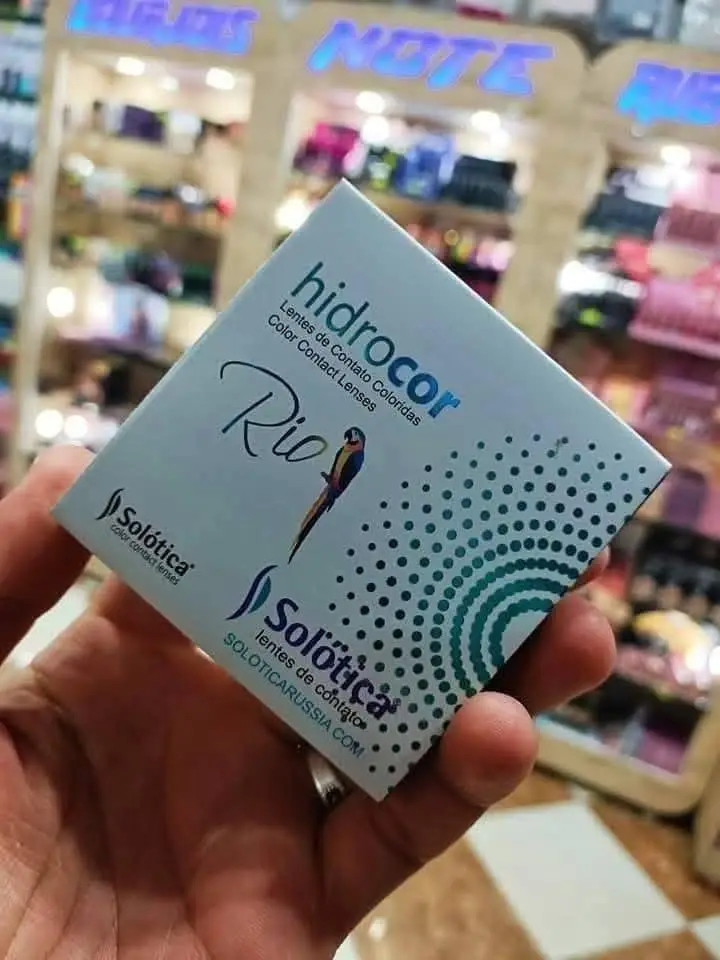 NOTE
hidrocor
Lentes de Contato Coloridas
Color Contact Lenses
Rio
Solótica®
color contact lenses
Solótica®
lentes de contato
SOLOTICARUSSIA.COM